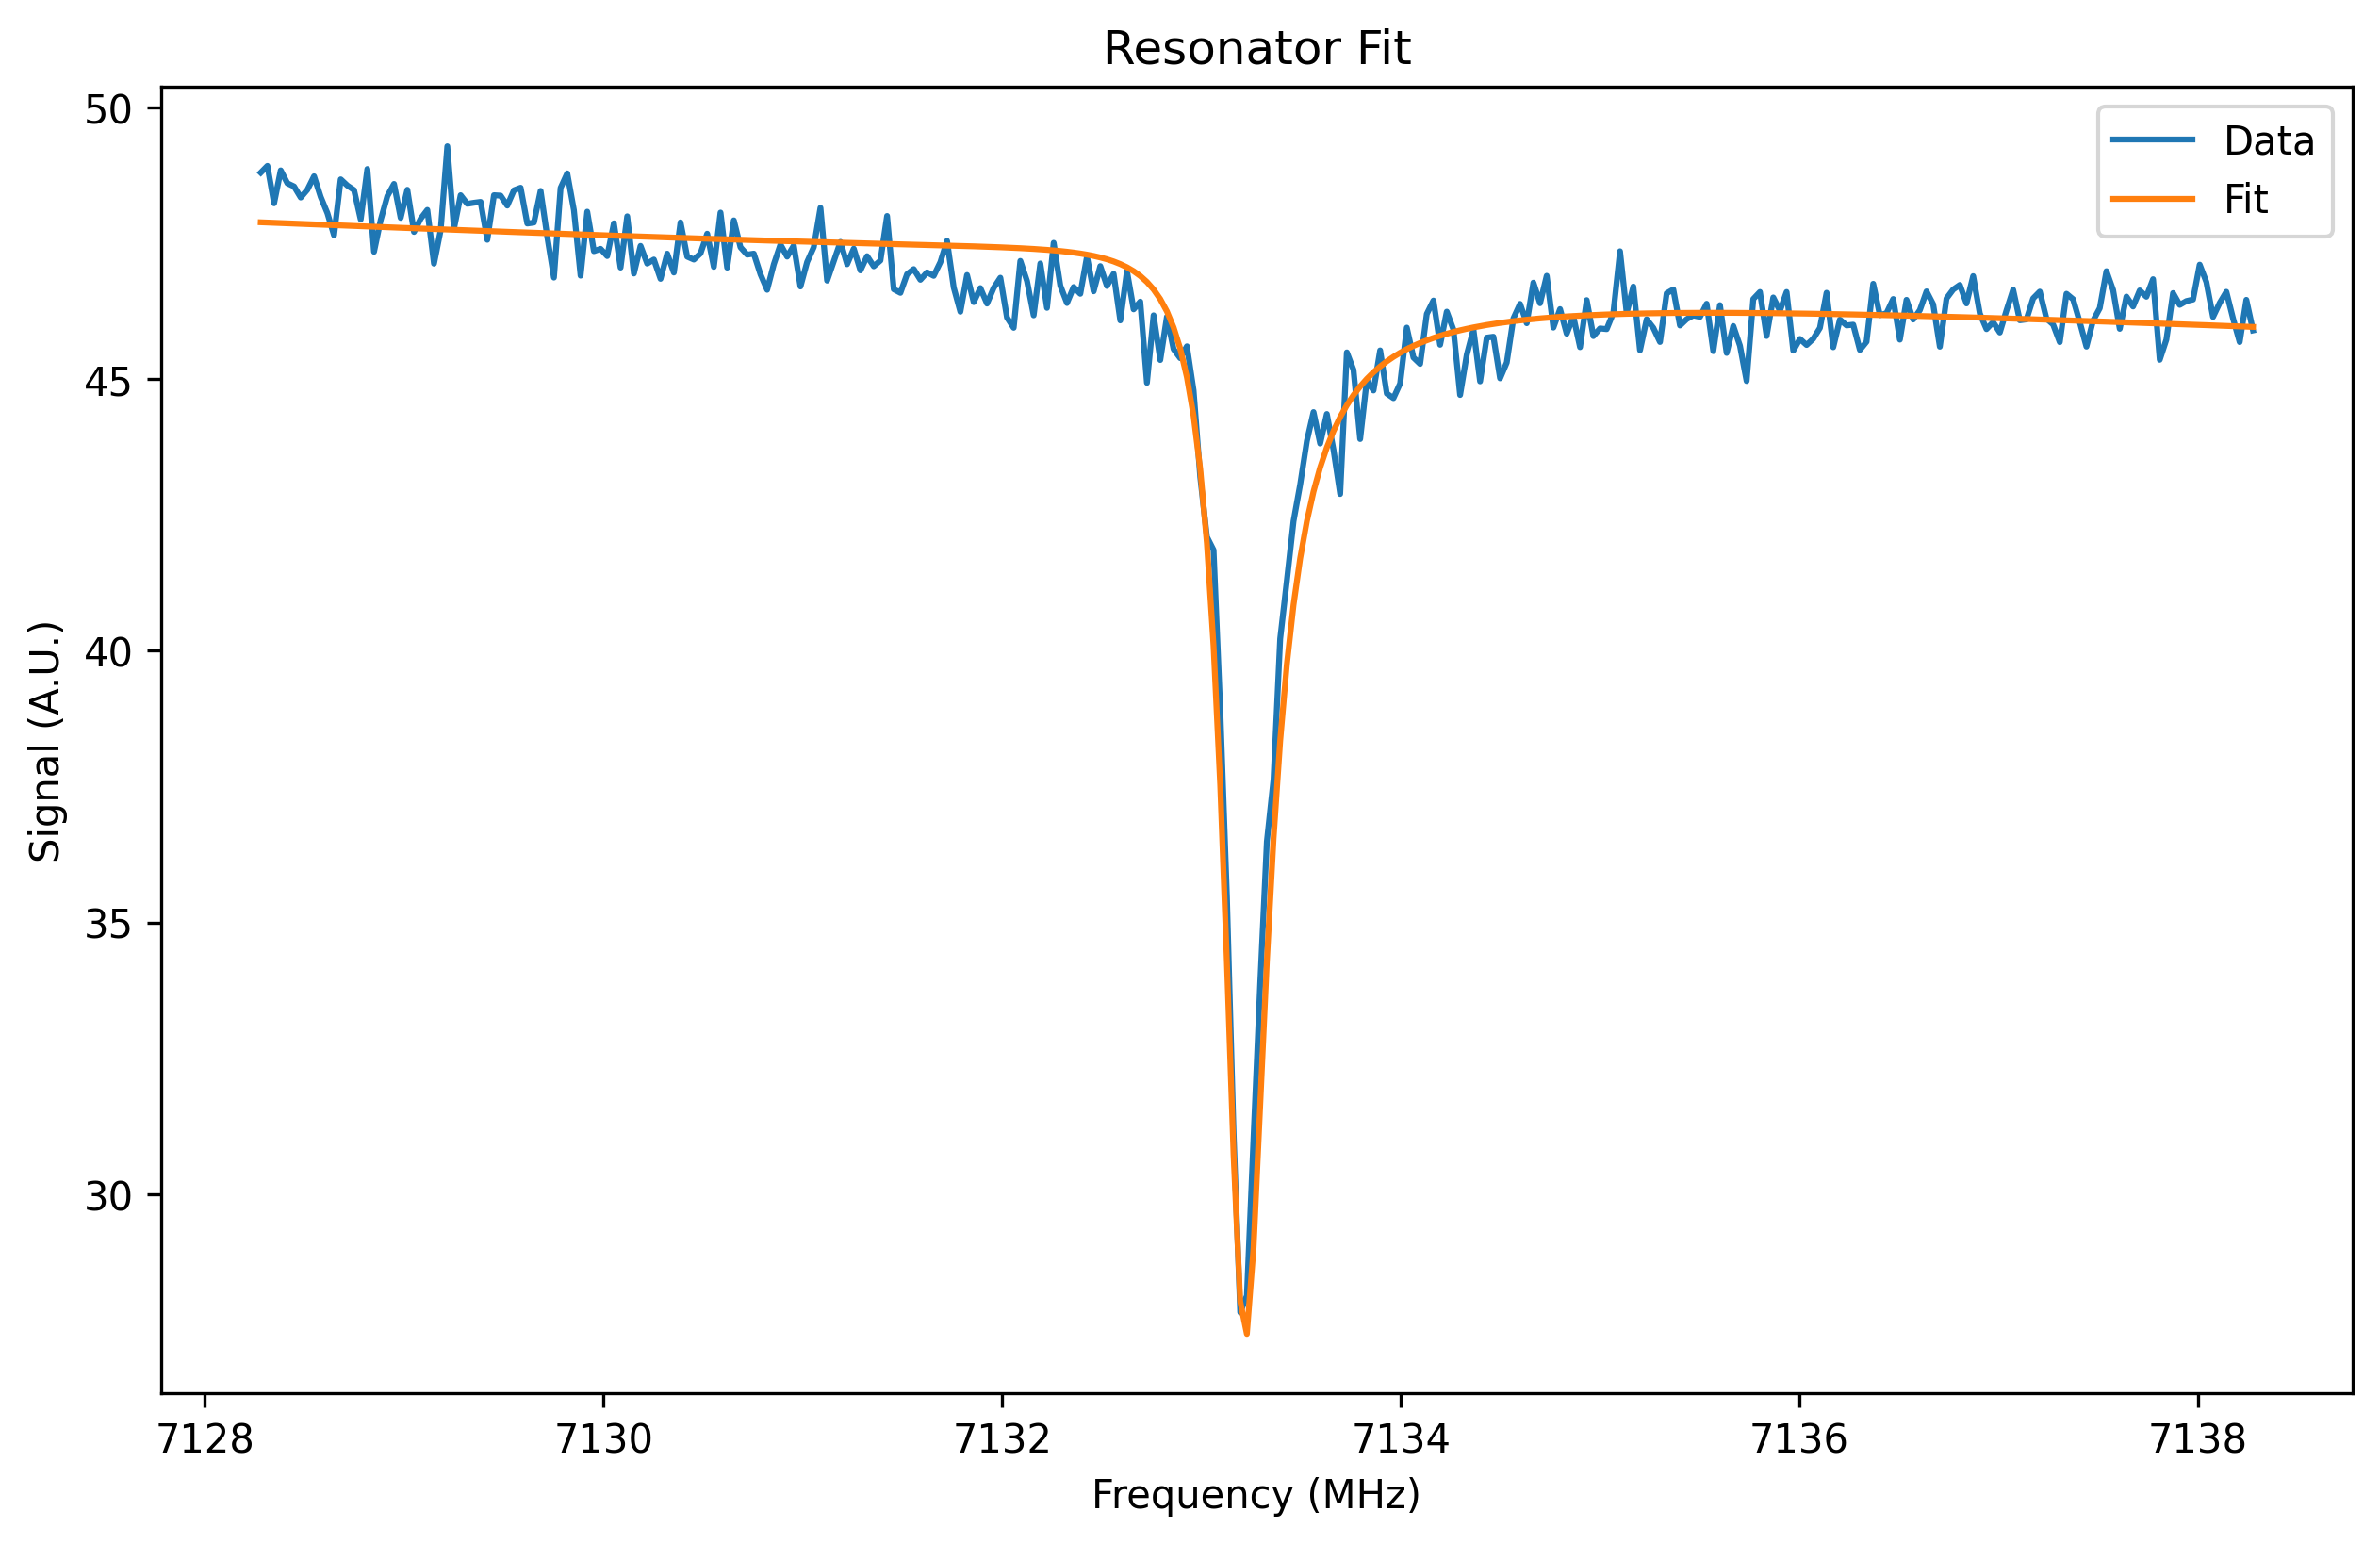 Resonator Fit
Data
Fit
Signal (A.U.)
50
45
40
35
30
7128 7130 7132 7134 7136 7138
Frequency (MHz)